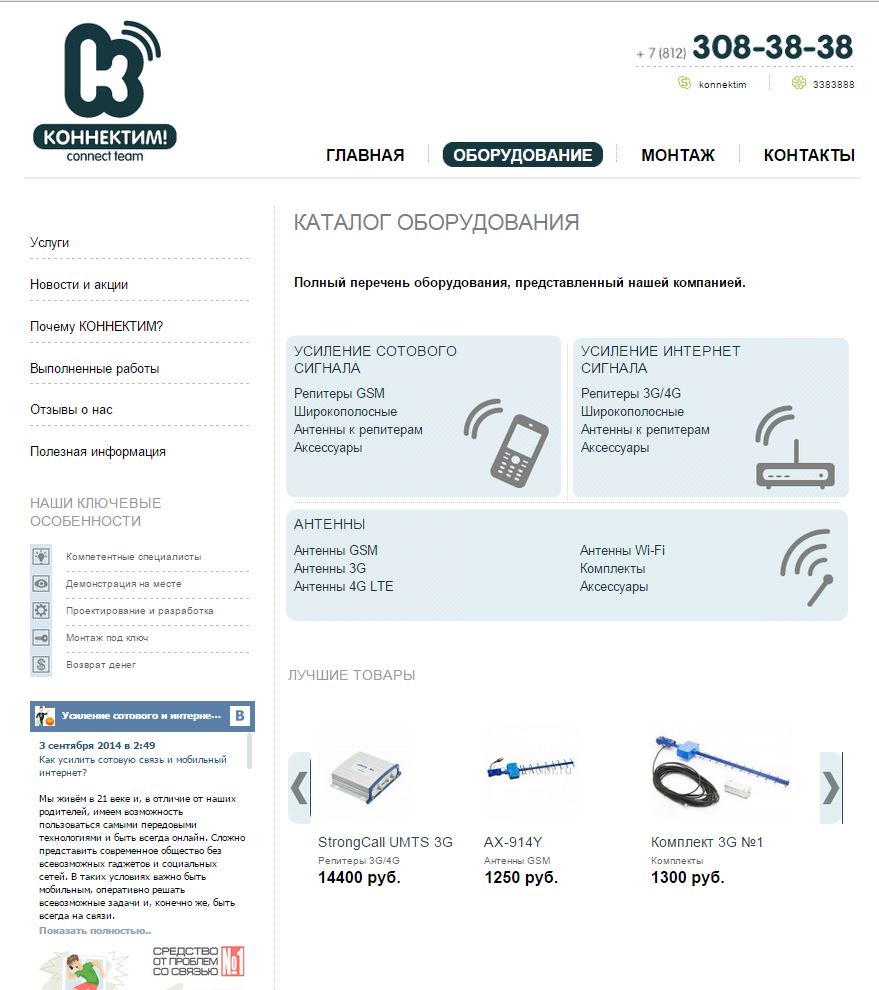 КОННЕКТИМ!
connect team
+ 7 (812) 308-38-38
konnektim
3383888
ГЛАВНАЯ
ОБОРУДОВАНИЕ
МОНТАЖ
КОНТАКТЫ
Услуги
Новости и акции
Почему КОННЕКТИМ?
Выполненные работы
Отзывы о нас
Полезная информация
НАШИ КЛЮЧЕВЫЕ
ОСОБЕННОСТИ
Компетентные специалисты
Демонстрация на месте
Проектирование и разработка
Монтаж под ключ
Возврат денег
Усиление сотового и интерне...
В
3 сентября 2014 в 2:49
Как усилить сотовую связь и мобильный
интернет?
Мы живём в 21 веке и, в отличие от наших
родителей, имеем возможность
пользоваться самыми передовыми
технологиями и быть всегда онлайн. Сложно
представить современное общество без
всевозможных гаджетов и социальных
сетей. В таких условиях важно быть
мобильным, оперативно решать
всевозможные задачи и, конечно же, быть
всегда на связи.
Показать полностью..
СРЕДСТВО
ОТ ПРОБЛЕМ
СО СВЯЗЬЮ
№1
КАТАЛОГ ОБОРУДОВАНИЯ
Полный перечень оборудования, представленный нашей компанией.
УСИЛЕНИЕ СОТОВОГО
СИГНАЛА
Репитеры GSM
Широкополосные
Антенны к репитерам
Аксессуары
УСИЛЕНИЕ ИНТЕРНЕТ
СИГНАЛА
Репитеры 3G/4G
Широкополосные
Антенны к репитерам
Аксессуары
АНТЕННЫ
Антенны GSM
Антенны 3G
Антенны 4G LTE
Антенны Wi-Fi
Комплекты
Аксессуары
ЛУЧШИЕ ТОВАРЫ
StrongCall UMTS 3G
Репитеры 3G/4G
14400 руб.
AX-914Y
Антенны GSM
1250 руб.
Комплект 3G №1
Комплекты
1300 руб.